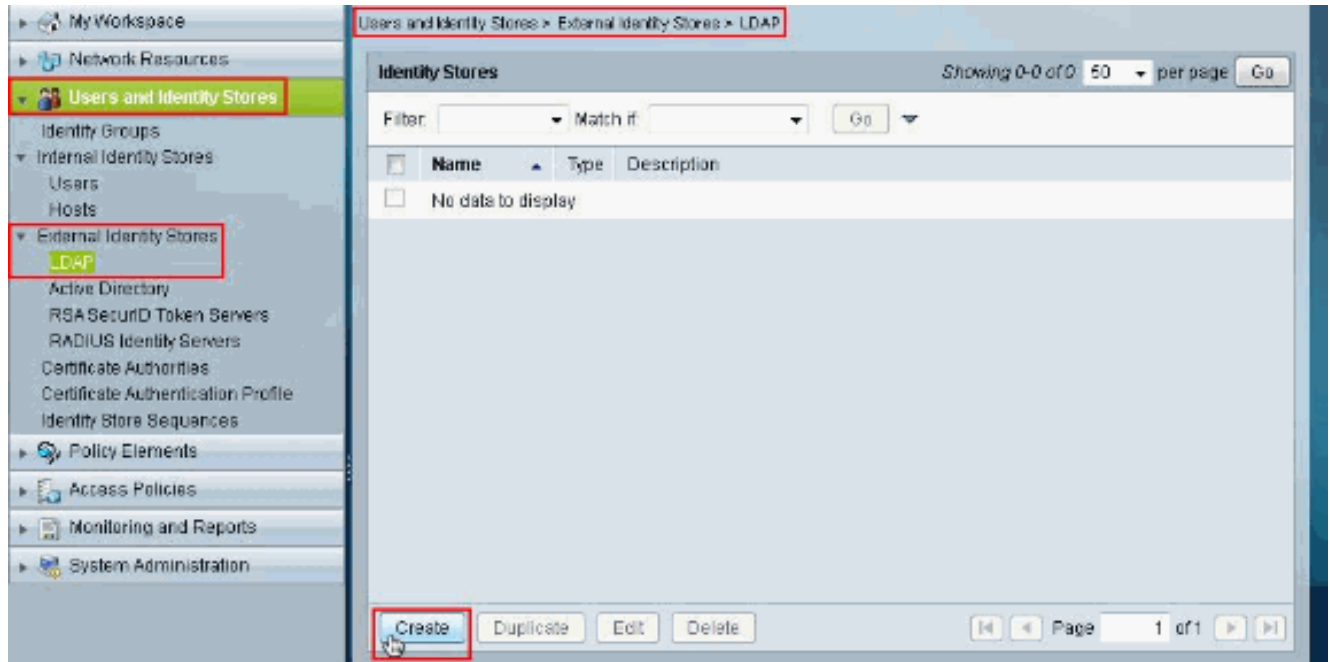 My Workspace
Network Resources
Users and Identity Stores
Identity Groups
Internal Identity Stores
Users
Hosts
External Identity Stores
LDAP
Active Directory
RSA SecurID Token Servers
RADIUS Identity Servers
Certificate Authorities
Certificate Authentication Profile
Identity Store Sequences
Policy Elements
Access Policies
Monitoring and Reports
System Administration
Users and Identity Stores > External Identity Stores > LDAP
Identity Stores Showing 0-0 of 0 50 per page Go
Filter: Match if: Go
Name Type Description
No data to display
Create Duplicate Edit Delete Page 1 of 1